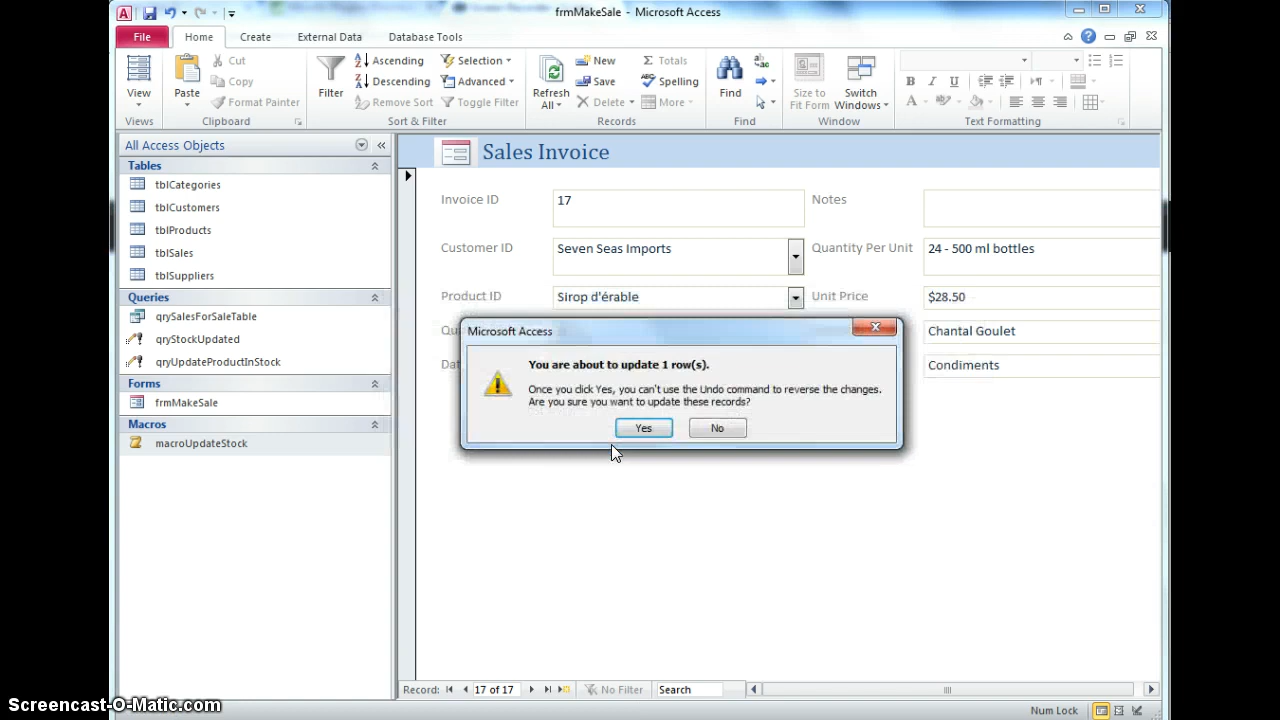 frmMakeSale - Microsoft Access
File Home Create External Data Database Tools
View
Views
Paste
Cut
Copy
Format Painter
Clipboard
Filter
Ascending
Descending
Remove Sort
Selection
Advanced
Toggle Filter
Sort & Filter
Refresh
All
New
Save
Delete
Totals
Spelling
More
Records
Find
Find
Size to
Fit Form
Switch
Windows
Window
B I U
A
Text Formatting
All Access Objects
Tables
tblCategories
tblCustomers
tblProducts
tblSales
tblSuppliers
Queries
qrySalesForSaleTable
qryStockUpdated
qryUpdateProductInStock
Forms
frmMakeSale
Macros
macroUpdateStock
Sales Invoice
Invoice ID 17 Notes
Customer ID Seven Seas Imports Quantity Per Unit 24 - 500 ml bottles
Product ID Sirop d'érable Unit Price $28.50
Chantal Goulet
Condiments
Microsoft Access
You are about to update 1 row(s).
Once you click Yes, you can't use the Undo command to reverse the changes.
Are you sure you want to update these records?
Yes No
Record: 17 of 17 No Filter Search
Num Lock
Screencast-O-Matic.com